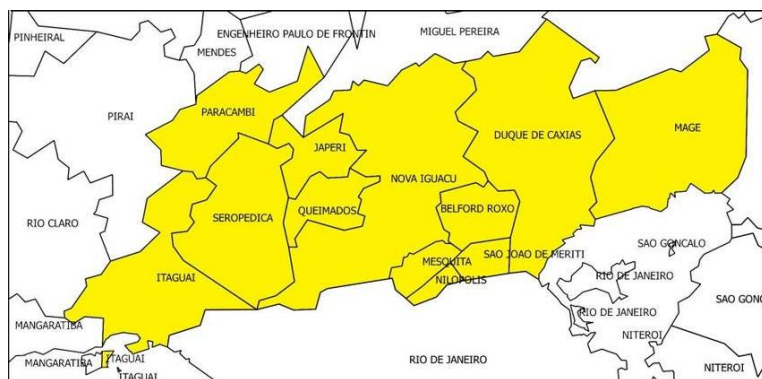 PINHEIRAL
ENGENHEIRO PAULO DE FRONTIN
MIGUEL PEREIRA
MENDES
PIRAI
PARACAMBI
DUQUE DE CAXIAS
MAGE
JAPERI
NOVA IGUACU
RIO CLARO
SEROPEDICA
QUEIMADOS
BELFORD ROXO
SAO GONCALO
ITAGUAI
MESQUITA
SAO JOAO DE MERITI
NILOPOLIS
RIO DE JANEIRO
SAO GONC
RIO DE JANEIRO
MANGARATIBA
NITEROI
MANGARATIBA
ITAGUAI
RIO DE JANEIRO
NITEROI
ITAGUAI